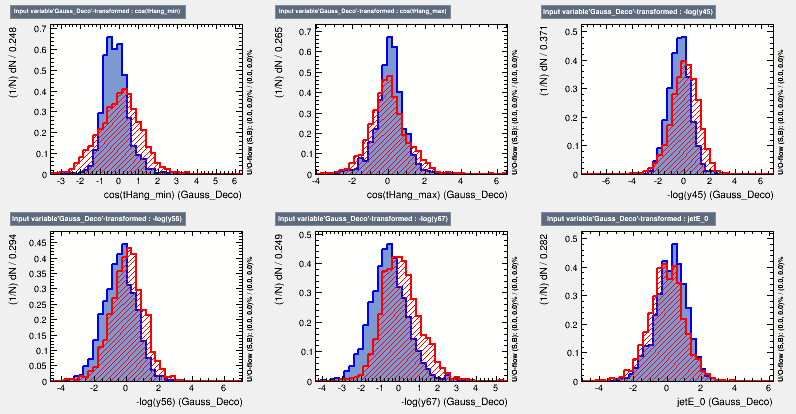 Input variable'Gauss_Deco'-transformed : cos(tHang_min)
(1/N) dN / 0.248
0.7
0.6
0.5
0.4
0.3
0.2
0.1
0
-3 -2 -1 0 1 2 3 4 5 6
cos(tHang_min) (Gauss_Deco)
U/O-flow (S,B): (0.0, 0.0)% / (0.0, 0.0)%
Input variable'Gauss_Deco'-transformed : cos(tHang_max)
(1/N) dN / 0.265
0.7
0.6
0.5
0.4
0.3
0.2
0.1
0
-4 -2 0 2 4 6
cos(tHang_max) (Gauss_Deco)
U/O-flow (S,B): (0.0, 0.0)% / (0.0, 0.0)%
Input variable'Gauss_Deco'-transformed : -log(y45)
(1/N) dN / 0.371
0.5
0.4
0.3
0.2
0.1
0
-6 -4 -2 0 2 4 6
-log(y45) (Gauss_Deco)
U/O-flow (S,B): (0.0, 0.0)% / (0.0, 0.0)%
Input variable'Gauss_Deco'-transformed : -log(y56)
(1/N) dN / 0.294
0.45
0.4
0.35
0.3
0.25
0.2
0.15
0.1
0.05
0
-4 -2 0 2 4 6
-log(y56) (Gauss_Deco)
U/O-flow (S,B): (0.0, 0.0)% / (0.0, 0.0)%
Input variable'Gauss_Deco'-transformed : -log(y67)
(1/N) dN / 0.249
0.5
0.4
0.3
0.2
0.1
0
-4 -3 -2 -1 0 1 2 3 4 5
-log(y67) (Gauss_Deco)
U/O-flow (S,B): (0.0, 0.0)% / (0.0, 0.0)%
Input variable'Gauss_Deco'-transformed : jetE_0
(1/N) dN / 0.282
0.5
0.4
0.3
0.2
0.1
0
-4 -2 0 2 4 6
jetE_0 (Gauss_Deco)
U/O-flow (S,B): (0.0, 0.0)% / (0.0, 0.0)%